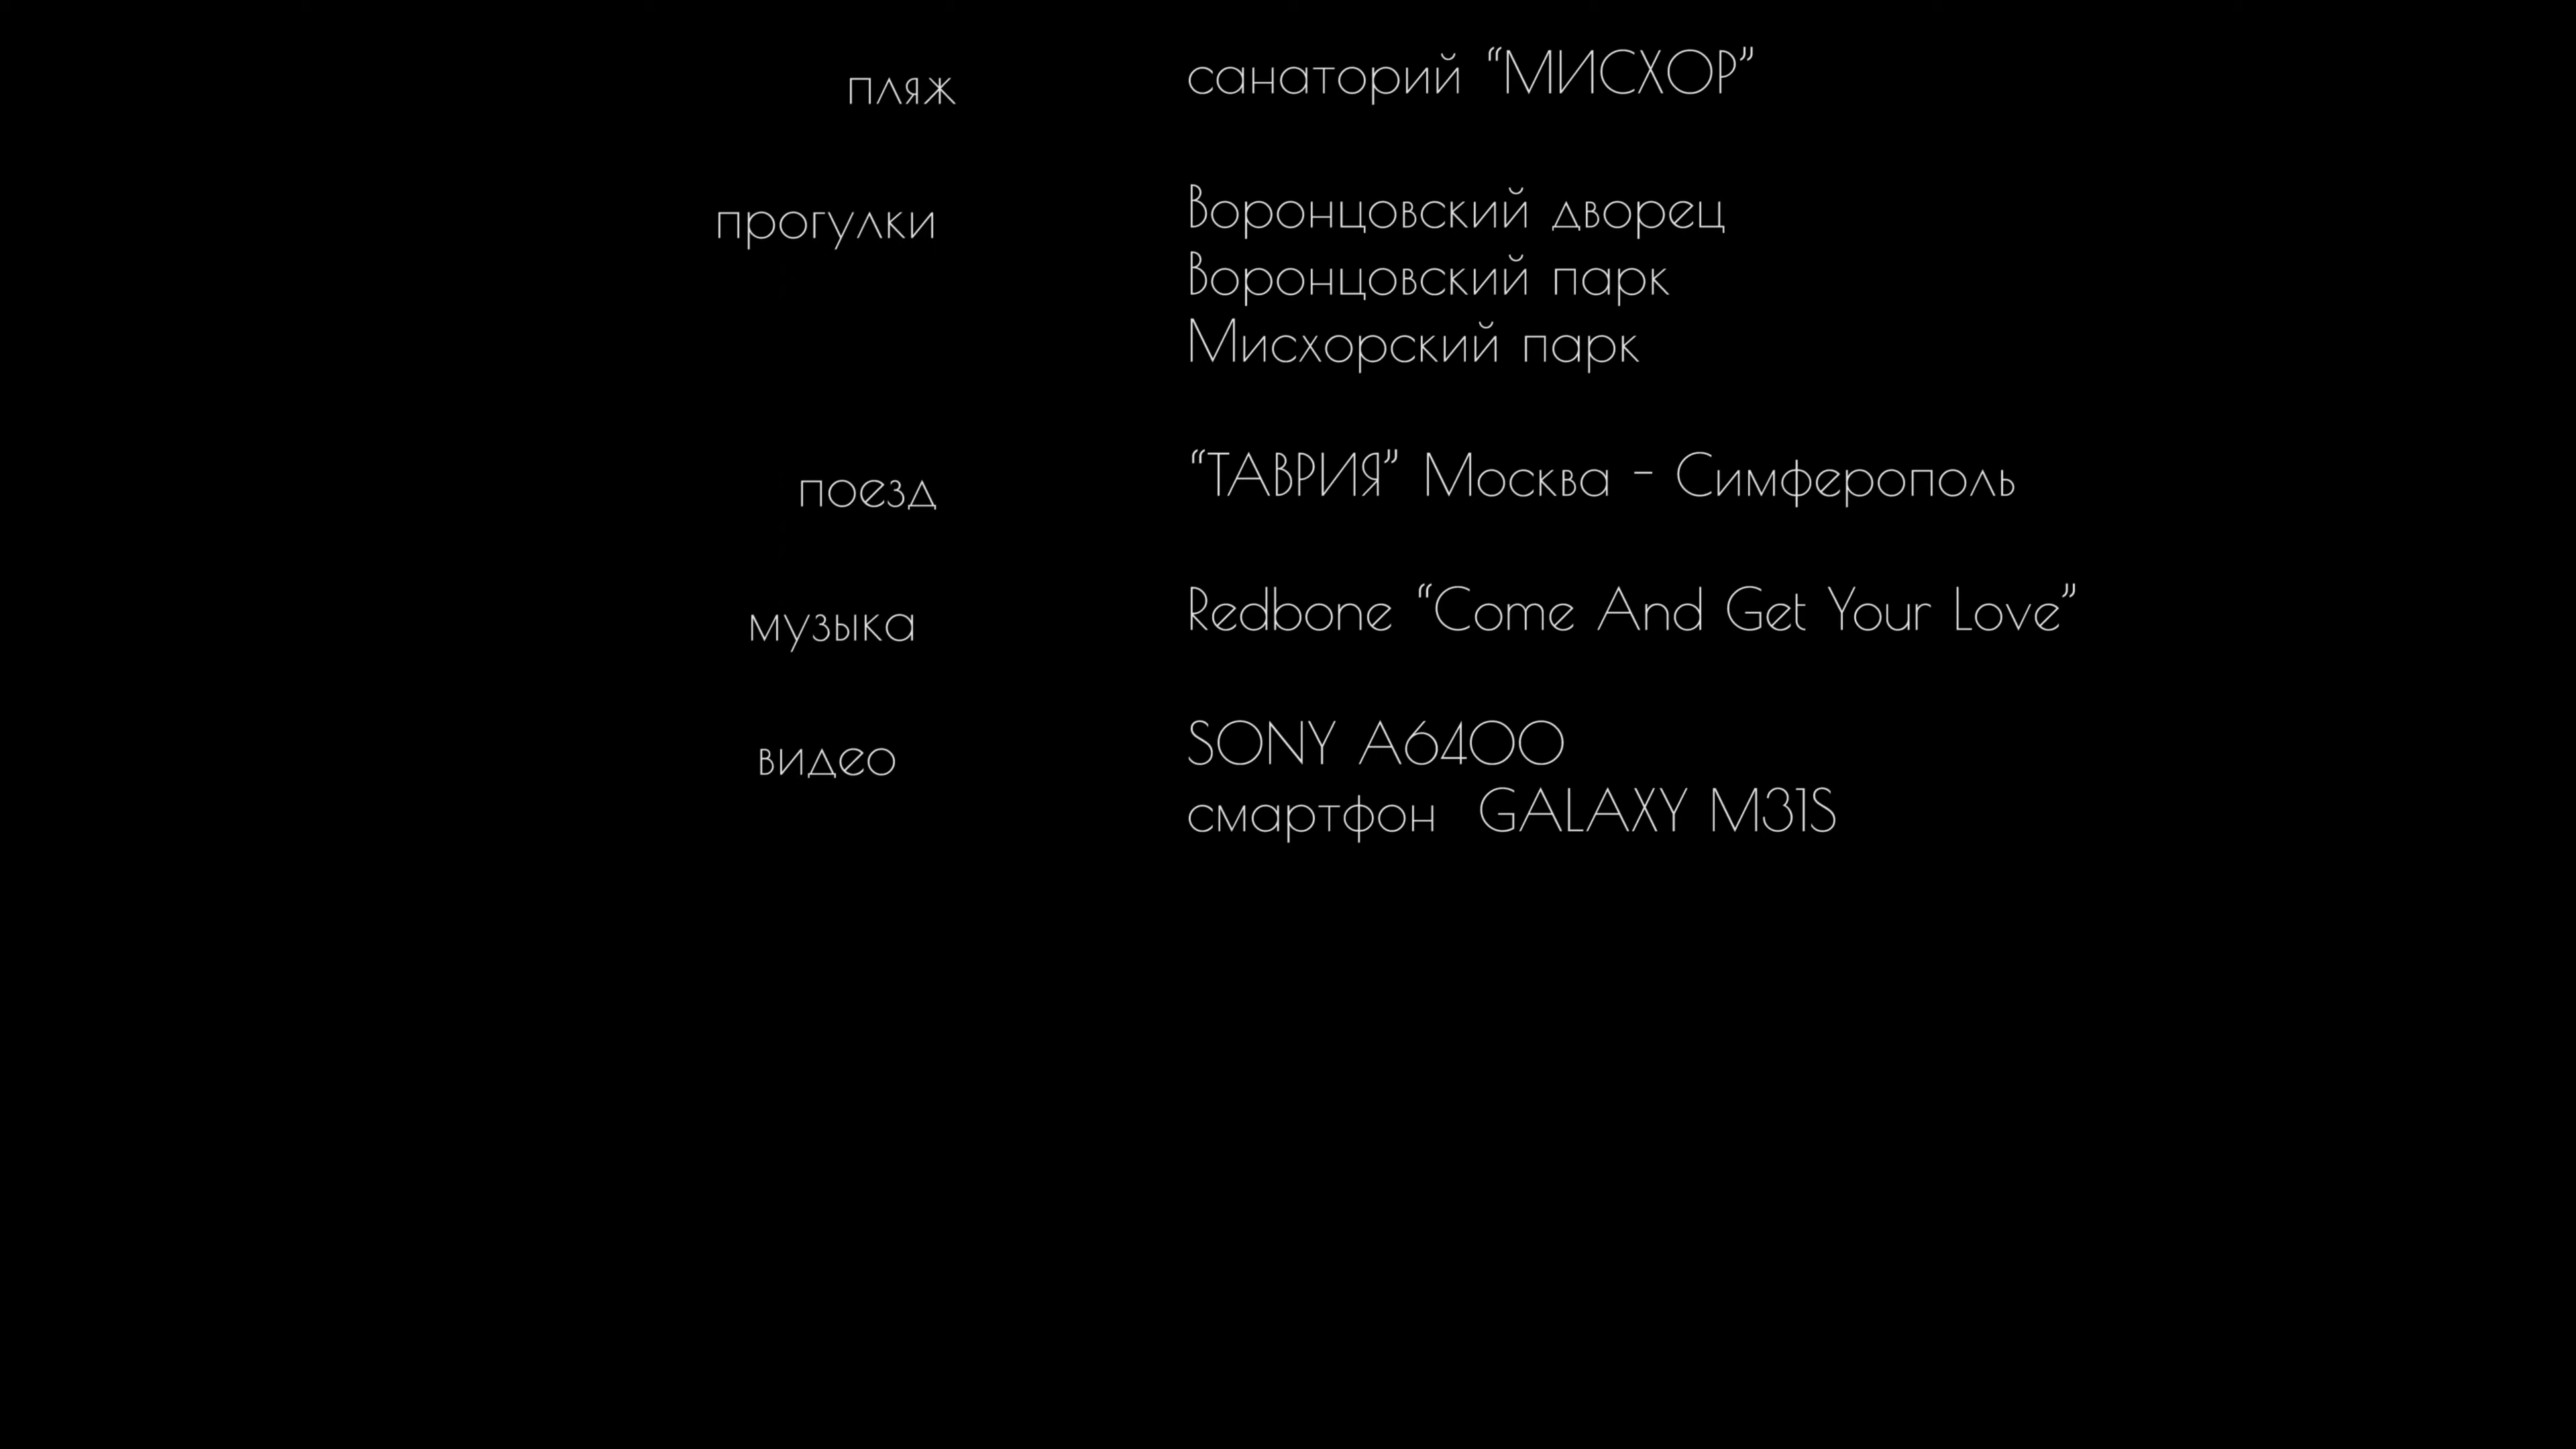 пляж санаторий “МИСХОР”
прогулки Воронцовский дворец
Воронцовский парк
Мисхорский парк
поезд “ТАВРИЯ” Москва - Симферополь
музыка Redbone “Come And Get Your Love”
видео SONY A6400
смартфон GALAXY M31S